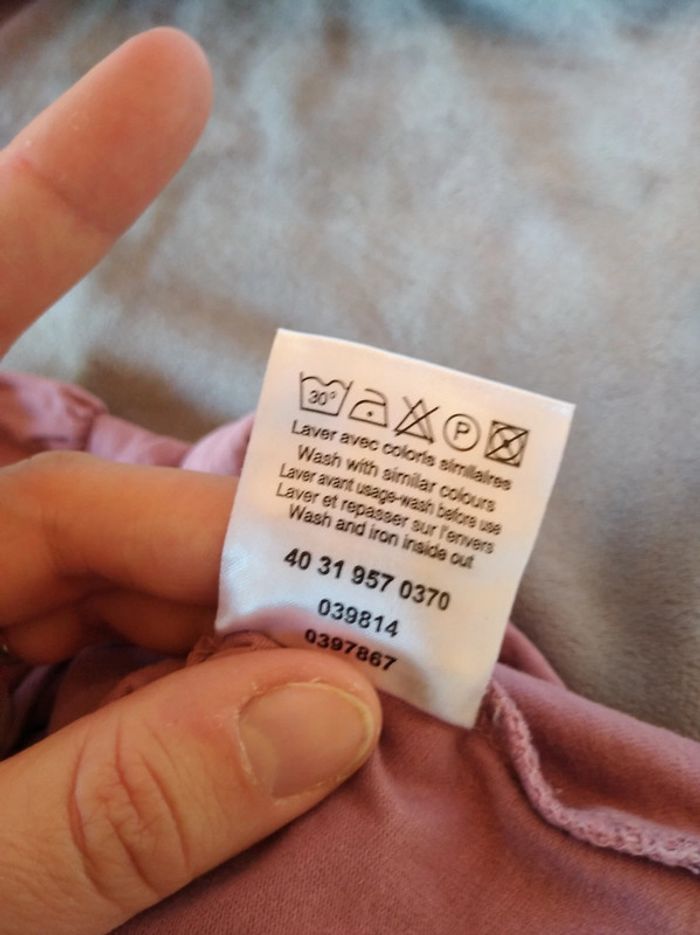 30°
P
Laver avec coloris similaires
Wash with similar colours
Laver avant usage-wash before use
Laver et repasser sur l'envers
Wash and iron inside out
40 31 957 0370
039814
0397867